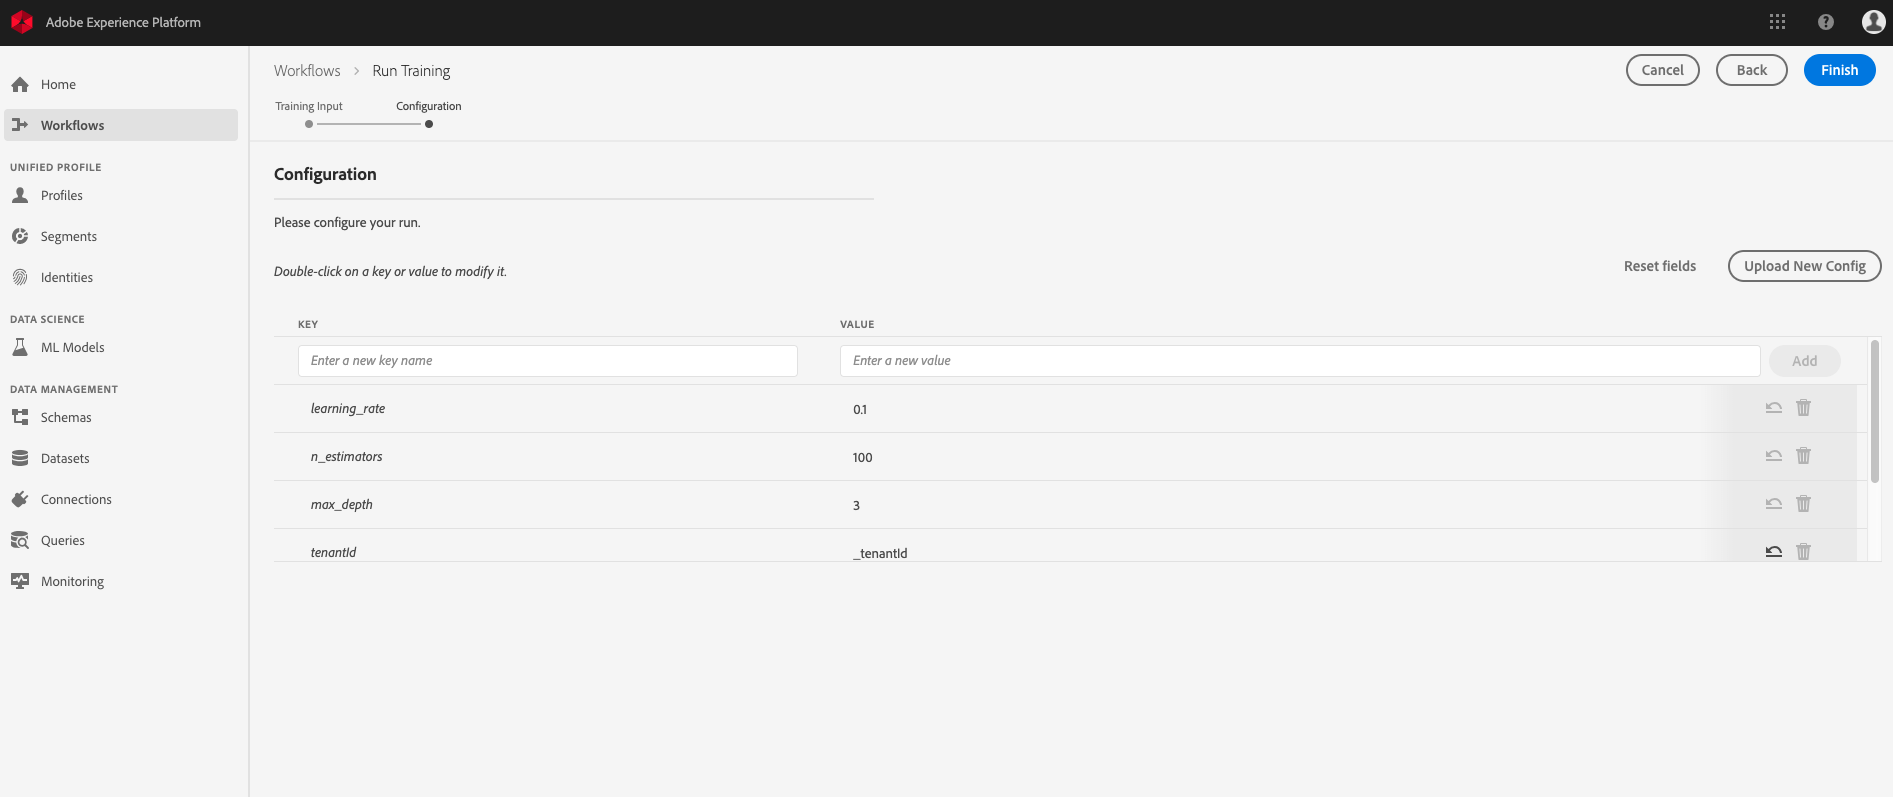 Adobe Experience Platform
Home
Workflows
UNIFIED PROFILE
Profiles
Segments
Identities
DATA SCIENCE
ML Models
DATA MANAGEMENT
Schemas
Datasets
Connections
Queries
Monitoring
Workflows > Run Training
Cancel
Back
Finish
Training Input
Configuration
Configuration
Please configure your run.
Double-click on a key or value to modify it.
Reset fields
Upload New Config
KEY VALUE
Enter a new key name Enter a new value Add
learning_rate 0.1
n_estimators 100
max_depth 3
tenantId _tenantId